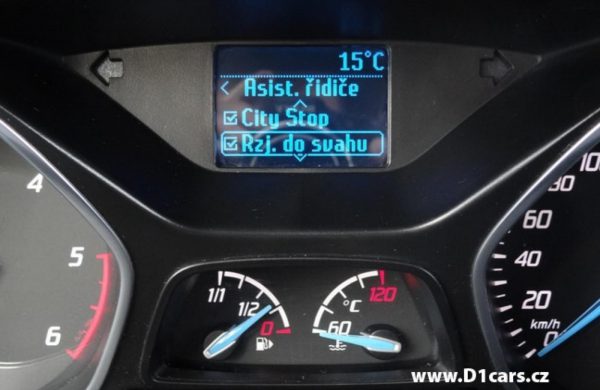 15°C
< Asist. řidiče
City Stop
Rzj. do svahu
4
5
6
1/1
1/2
0
°C
120
60
100
80
60
40
20
km/h
0
www.D1cars.cz